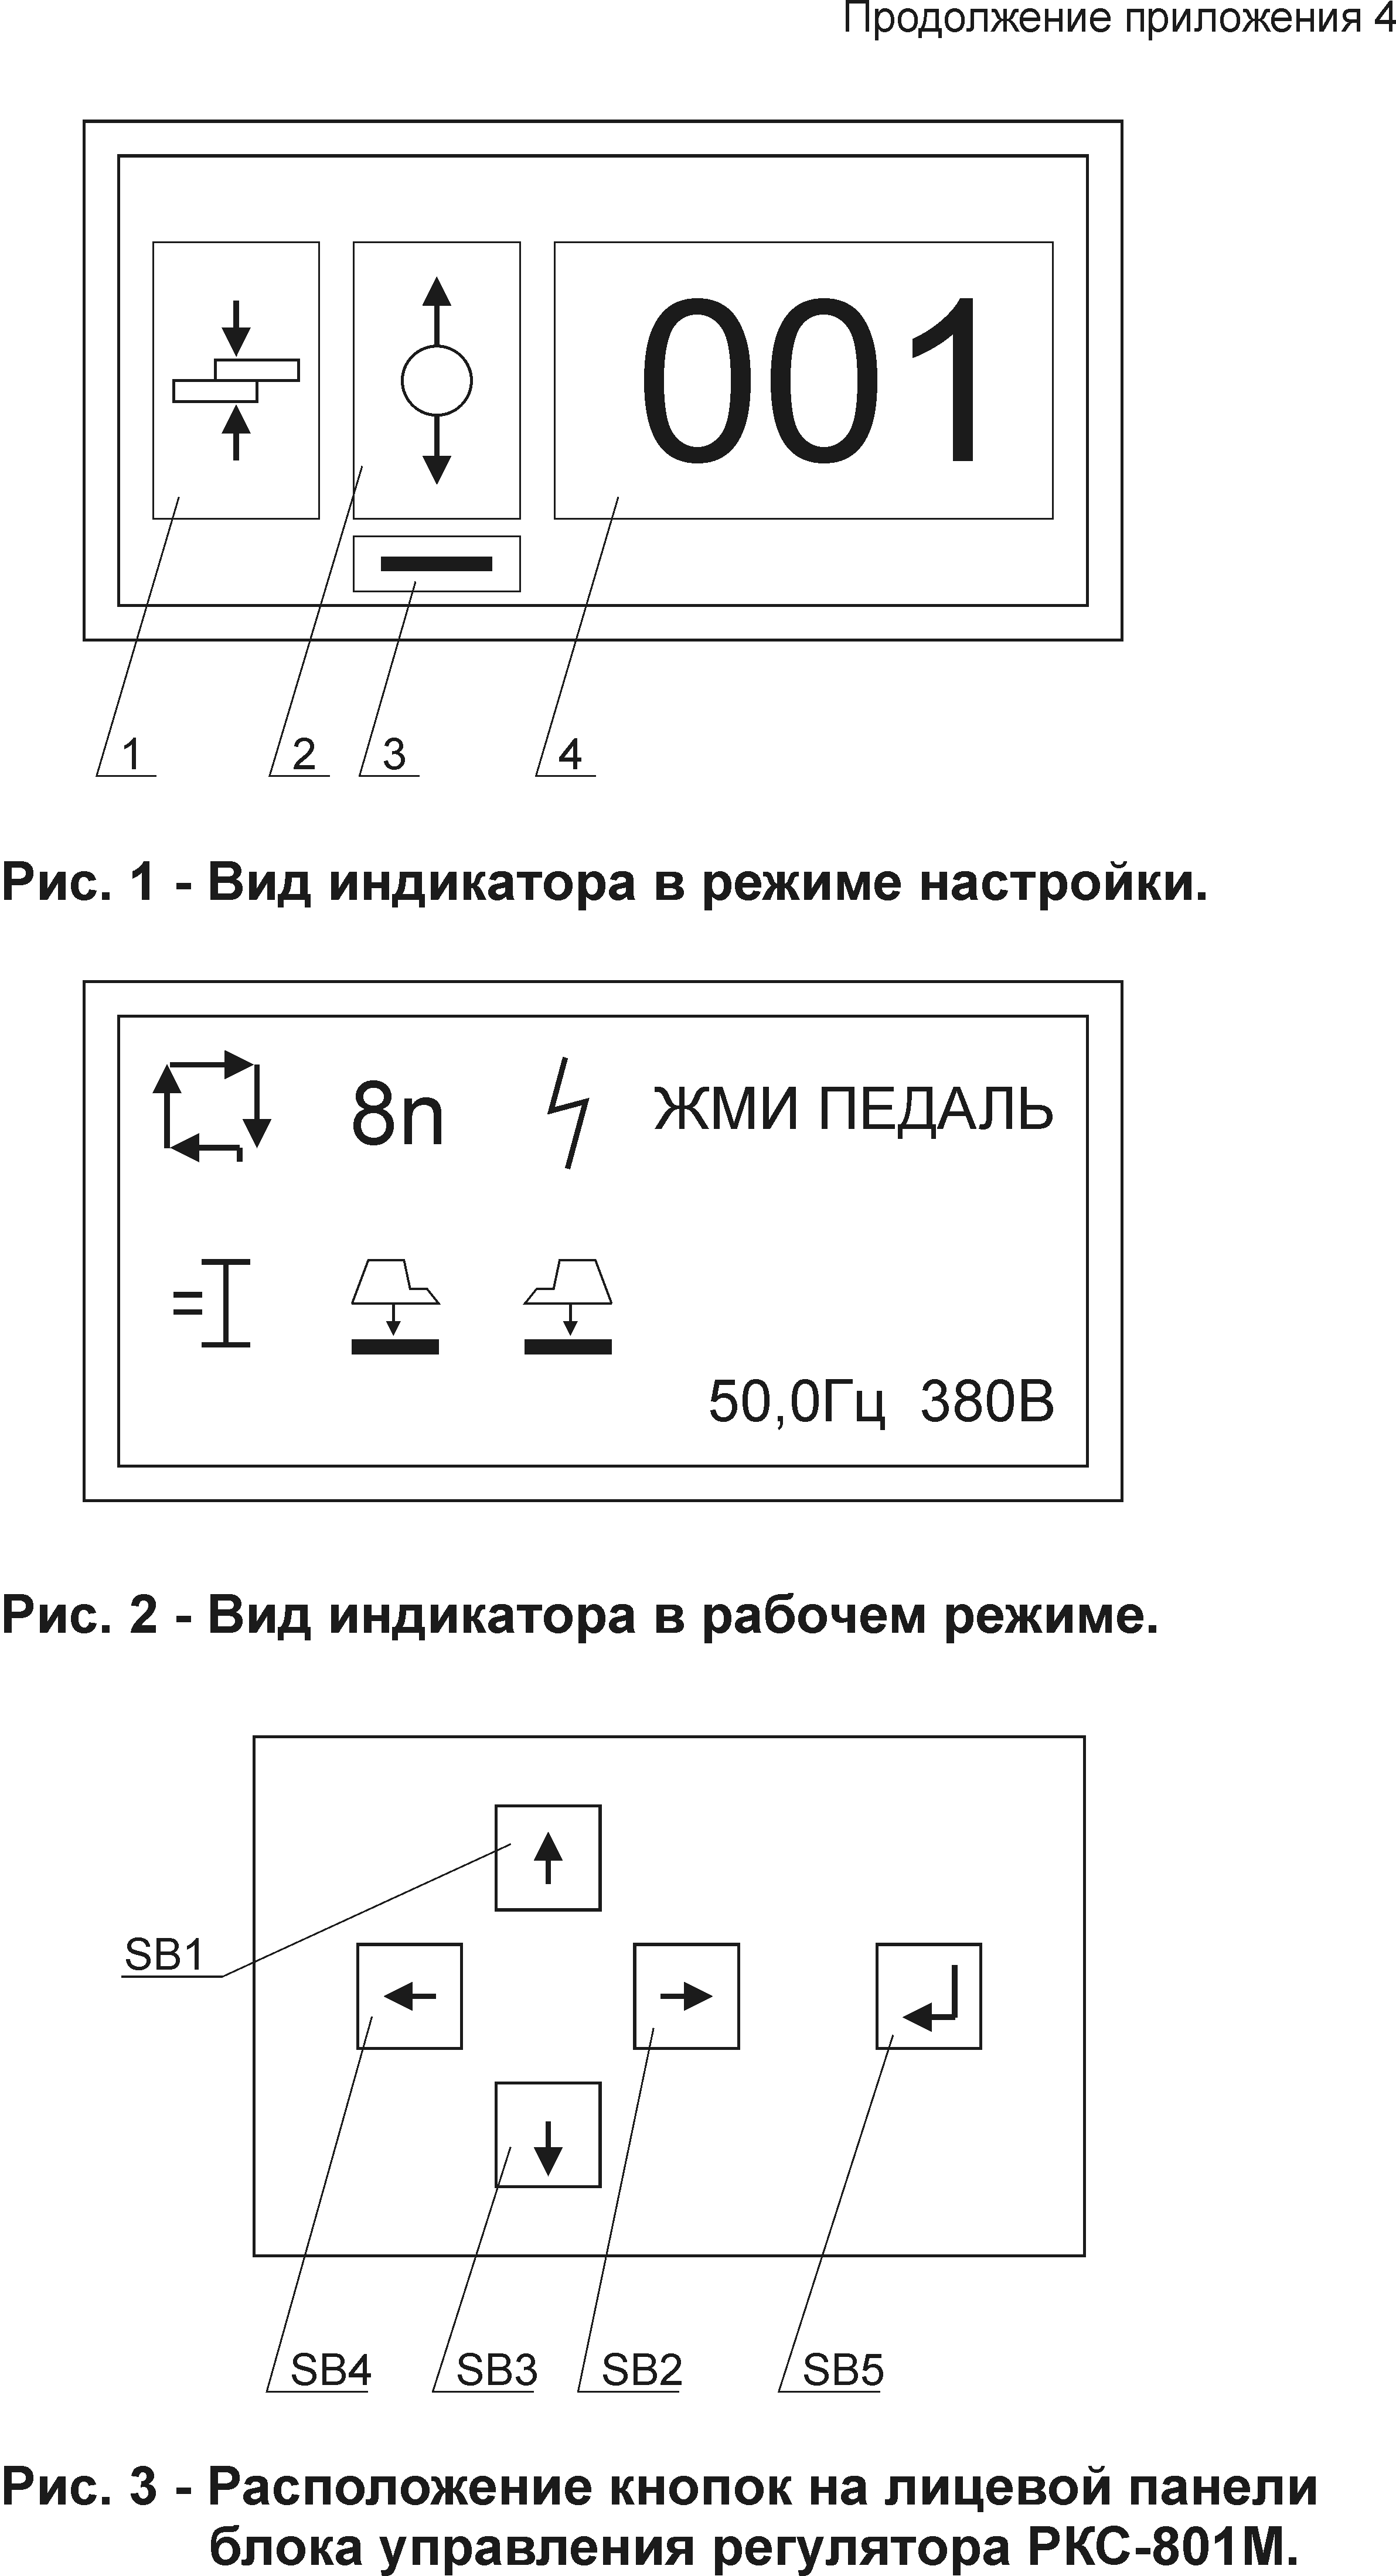 Продолжение приложения 4
001
1 2 3 4
Рис. 1 - Вид индикатора в режиме настройки.
8n ЖМИ ПЕДАЛЬ
50,0Гц 380В
Рис. 2 - Вид индикатора в рабочем режиме.
SB1
SB4 SB3 SB2 SB5
Рис. 3 - Расположение кнопок на лицевой панели
блока управления регулятора РКС-801М.